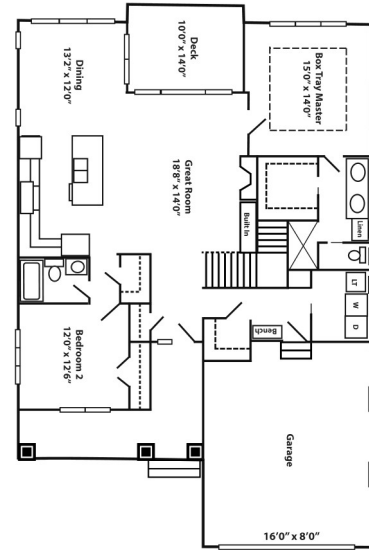 Deck
10'0" x 14'0"
Dining
13'2" x 12'0"
Box Tray Master
15'0" x 14'0"
Great Room
18'8" x 14'0"
Built In
Linen
LT
W
D
Bench
Bedroom 2
12'0" x 12'6"
Garage
16'0" x 8'0"